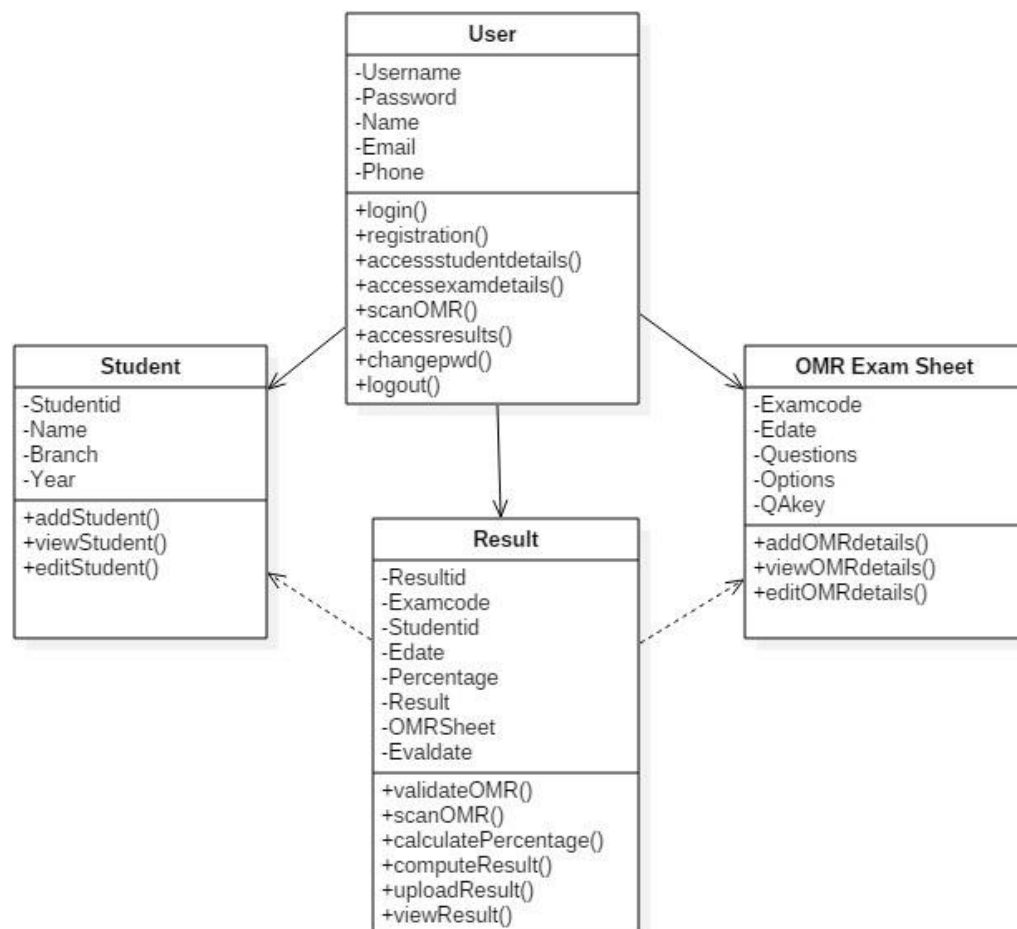 User
-Username
-Password
-Name
-Email
-Phone
+login()
+registration()
+accessstudentdetails()
+accessexamdetails()
+scanOMR()
+accessresults()
+changepwd()
+logout()
Student
-Studentid
-Name
-Branch
-Year
+addStudent()
+viewStudent()
+editStudent()
OMR Exam Sheet
-Examcode
-Edate
-Questions
-Options
-QAkey
+addOMRdetails()
+viewOMRdetails()
+editOMRdetails()
Result
-Resultid
-Examcode
-Studentid
-Edate
-Percentage
-Result
-OMRSheet
-Evaldate
+validateOMR()
+scanOMR()
+calculatePercentage()
+computeResult()
+uploadResult()
+viewResult()